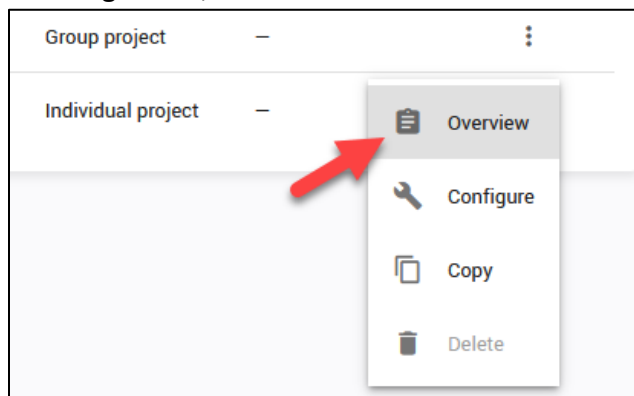 Group project –
Individual project –
Overview
Configure
Copy
Delete